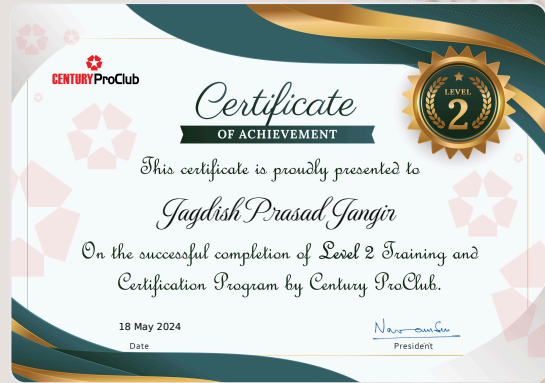 CENTURY ProClub
LEVEL
2
Certificate
OF ACHIEVEMENT
This certificate is proudly presented to
Jagdish Prasad Jangir
On the successful completion of Level 2 Training and
Certification Program by Century ProClub.
18 May 2024
Date
President